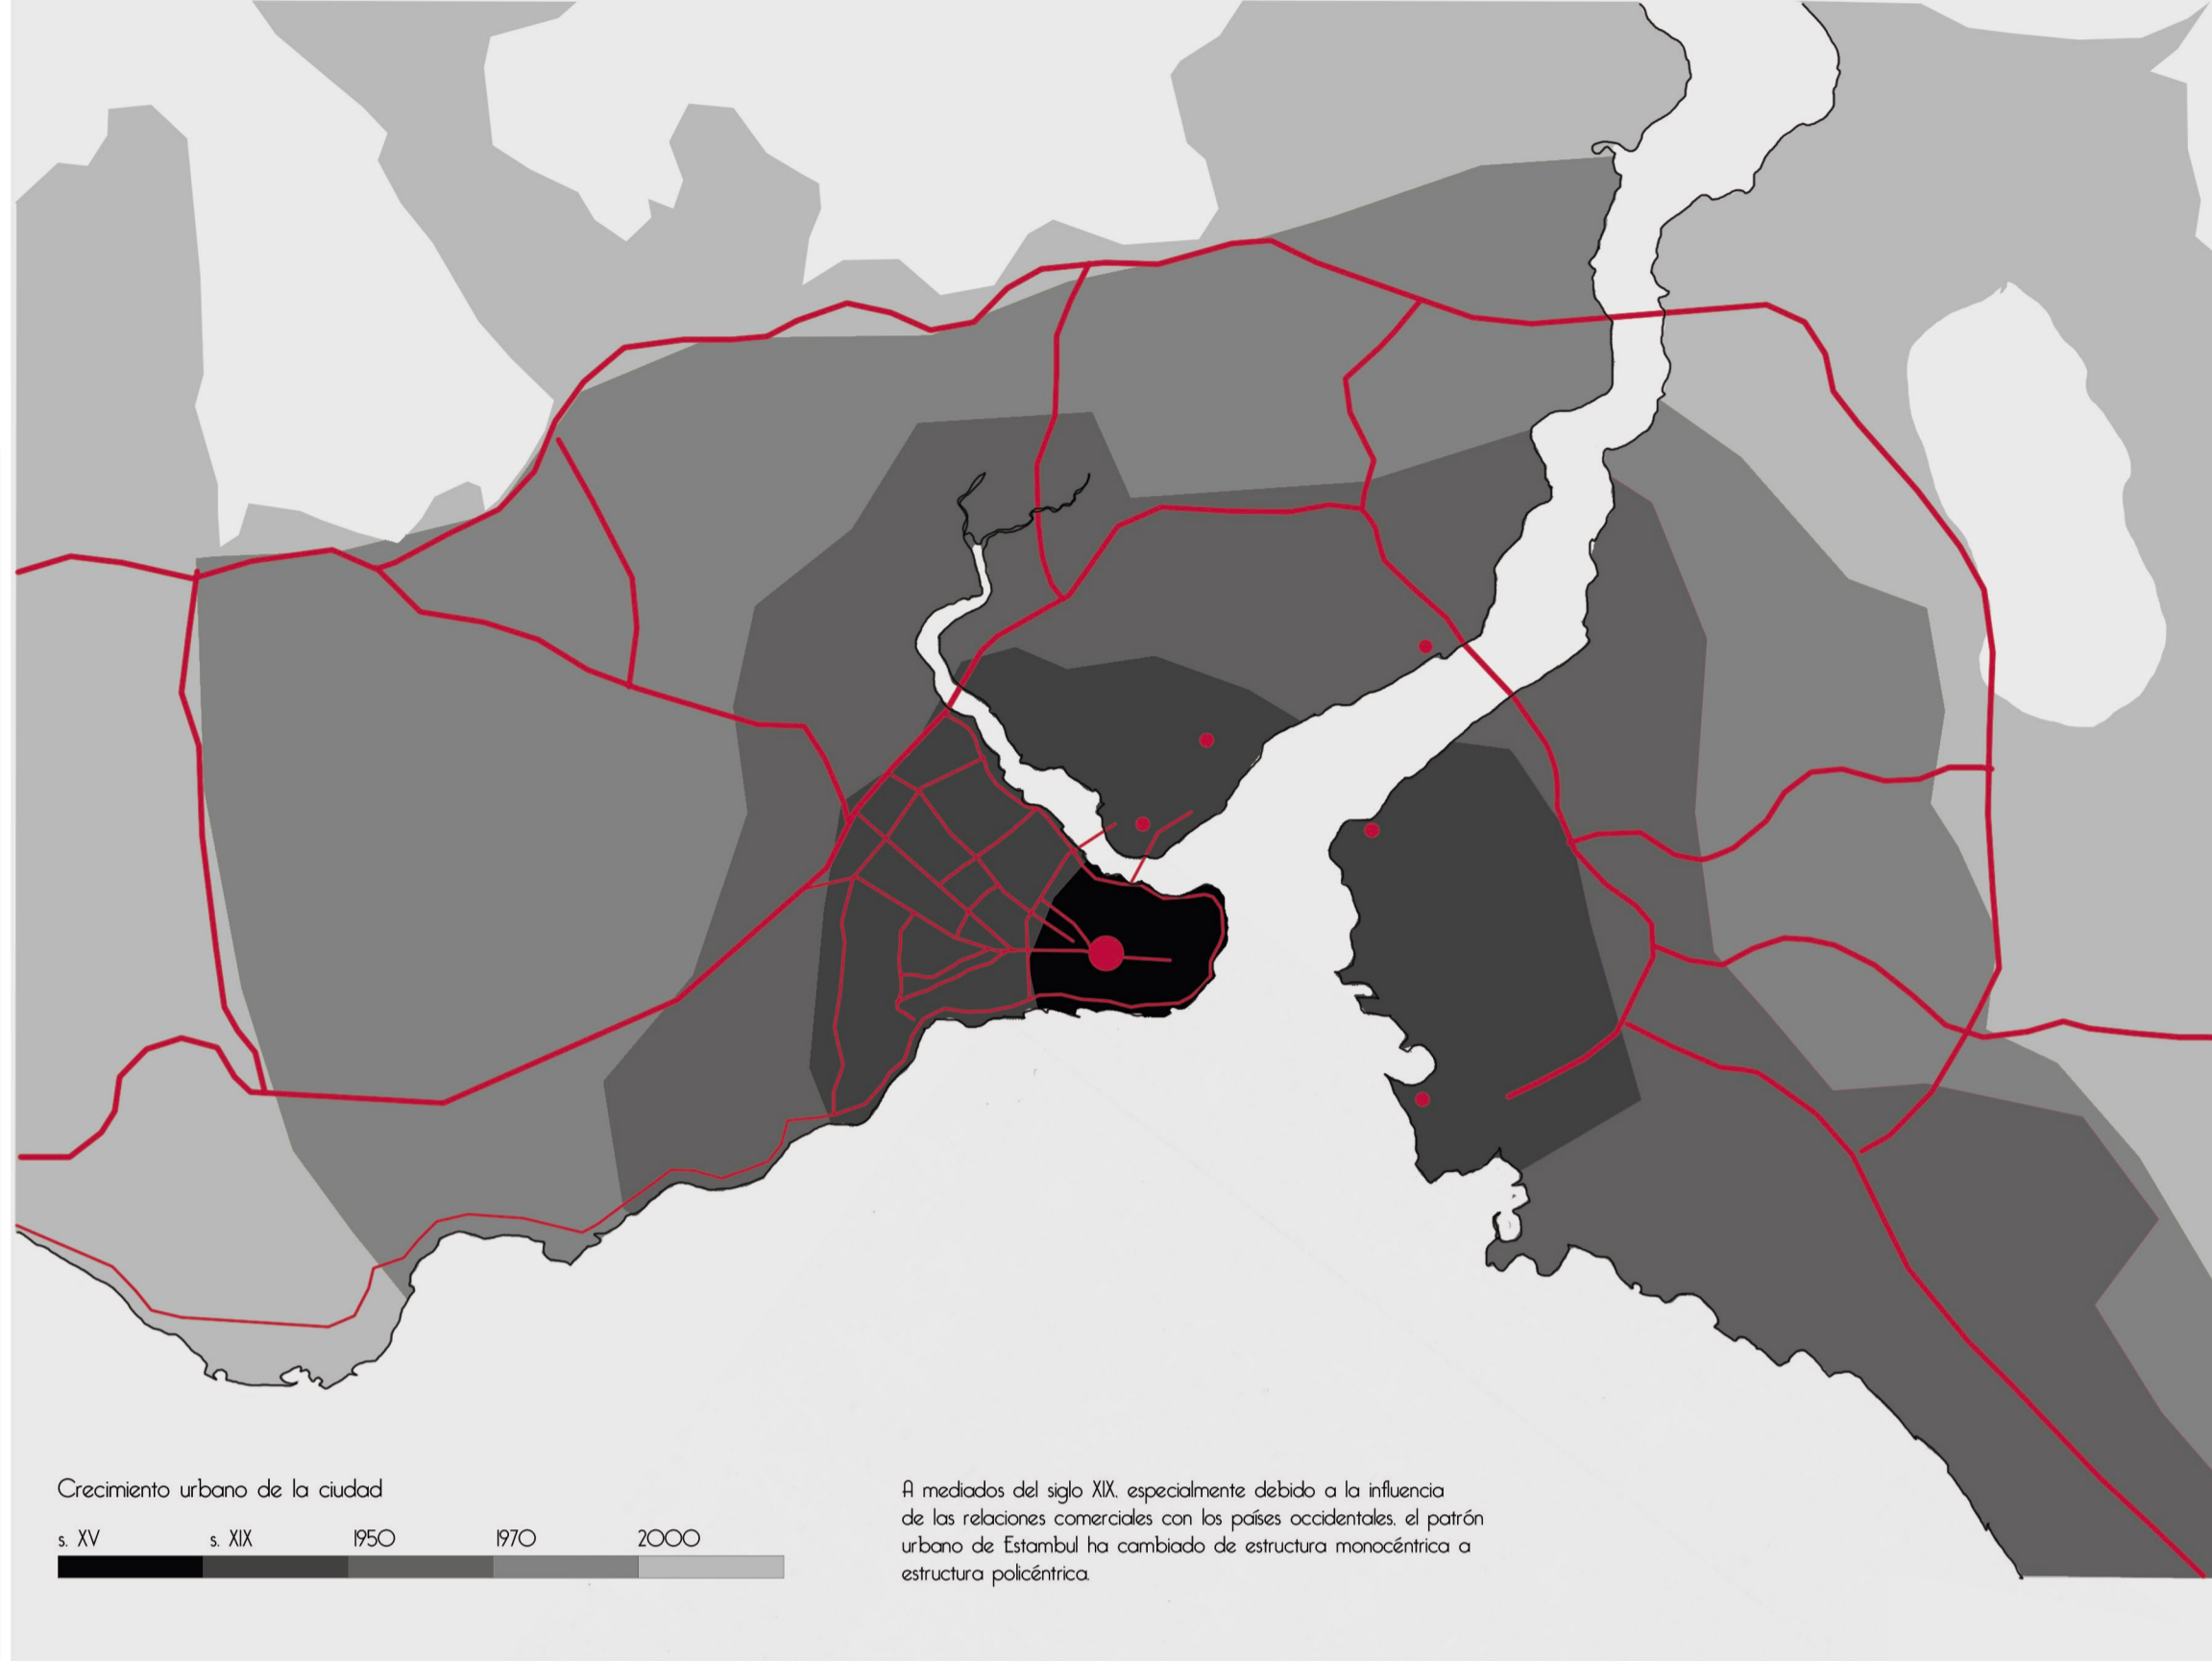 Crecimiento urbano de la ciudad
s. XV s. XIX 1950 1970 2000
A mediados del siglo XIX, especialmente debido a la influencia
de las relaciones comerciales con los países occidentales, el patrón
urbano de Estambul ha cambiado de estructura monocéntrica a
estructura policéntrica.